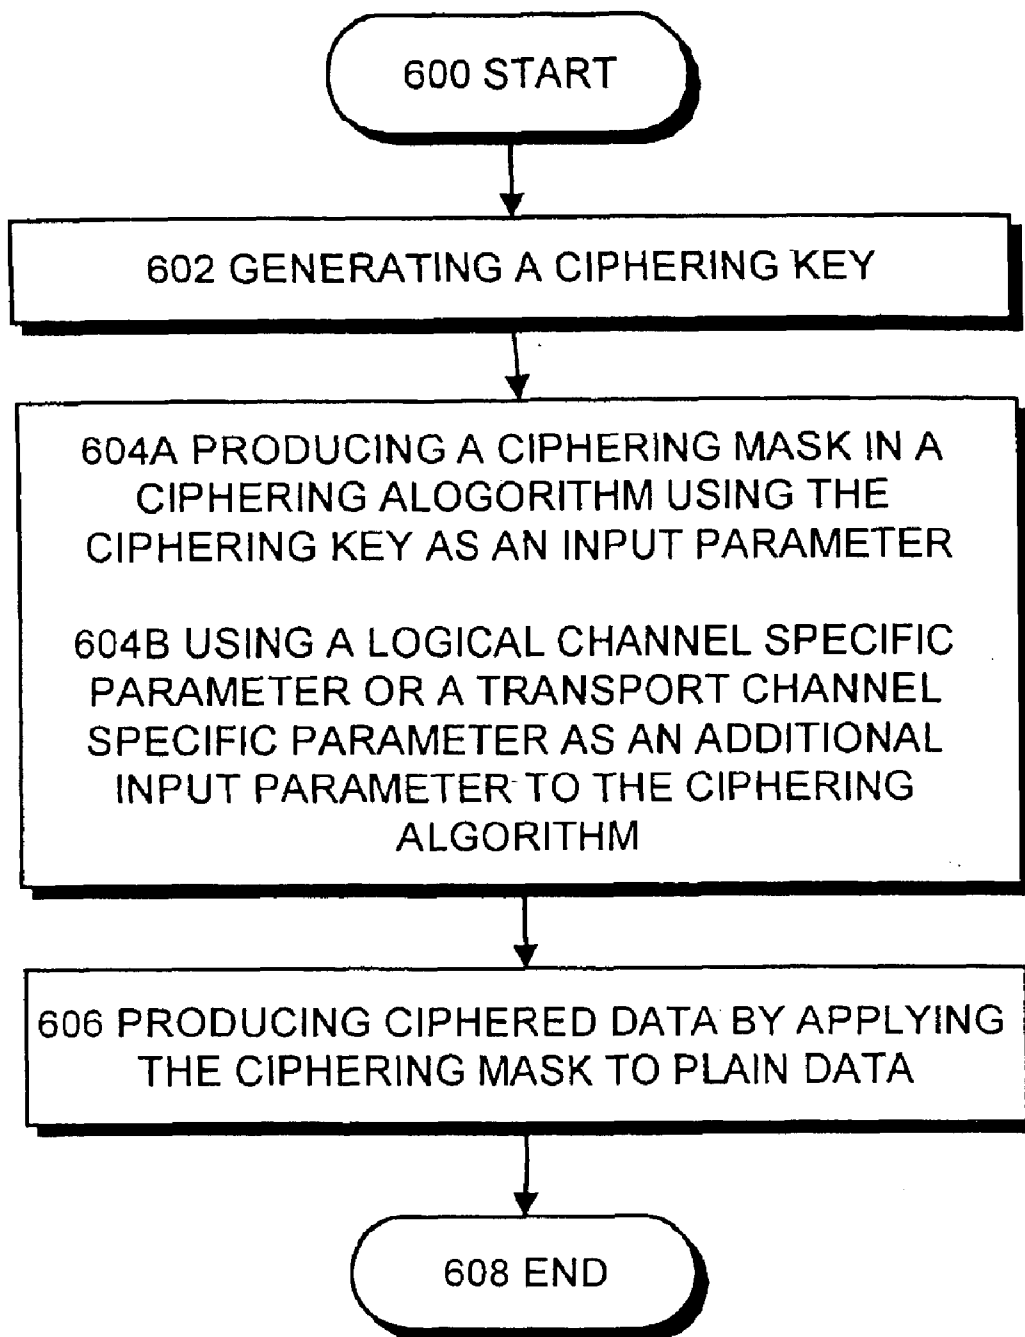 600 START
602 GENERATING A CIPHERING KEY
604A PRODUCING A CIPHERING MASK IN A
CIPHERING ALOGORITHM USING THE
CIPHERING KEY AS AN INPUT PARAMETER
604B USING A LOGICAL CHANNEL SPECIFIC
PARAMETER OR A TRANSPORT CHANNEL
SPECIFIC PARAMETER AS AN ADDITIONAL
INPUT PARAMETER TO THE CIPHERING
ALGORITHM
606 PRODUCING CIPHERED DATA BY APPLYING
THE CIPHERING MASK TO PLAIN DATA
608 END